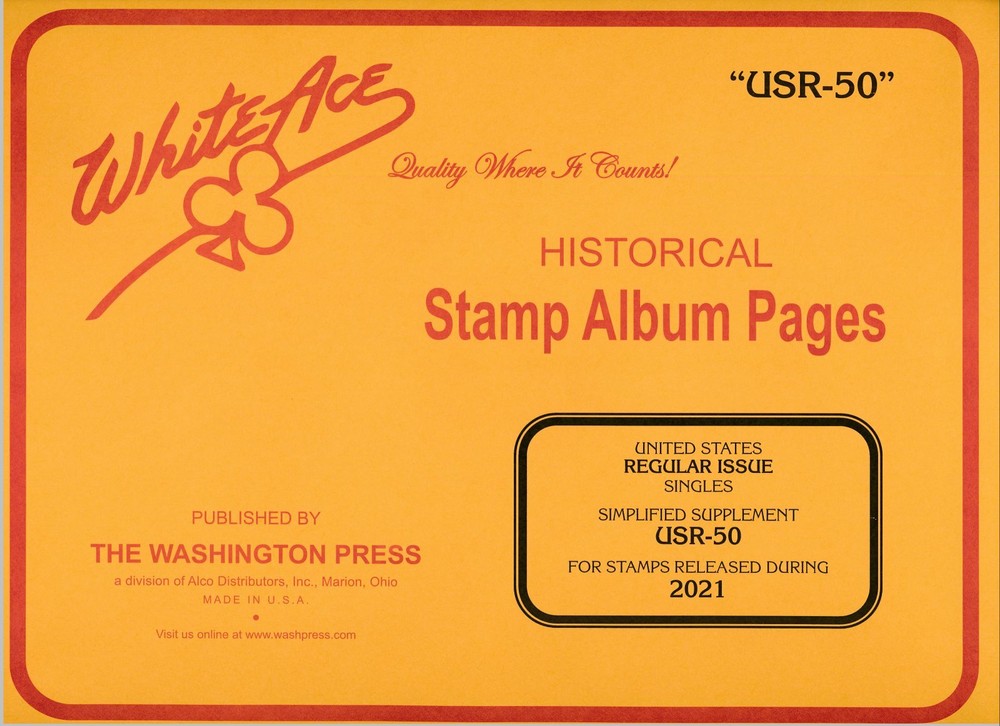 White Ace
“USR-50”
Quality Where It Counts!
HISTORICAL
Stamp Album Pages
UNITED STATES
REGULAR ISSUE
SINGLES
SIMPLIFIED SUPPLEMENT
USR-50
FOR STAMPS RELEASED DURING
2021
PUBLISHED BY
THE WASHINGTON PRESS
a division of Alco Distributors, Inc., Marion, Ohio
MADE IN U.S.A.
•
Visit us online at www.washpress.com